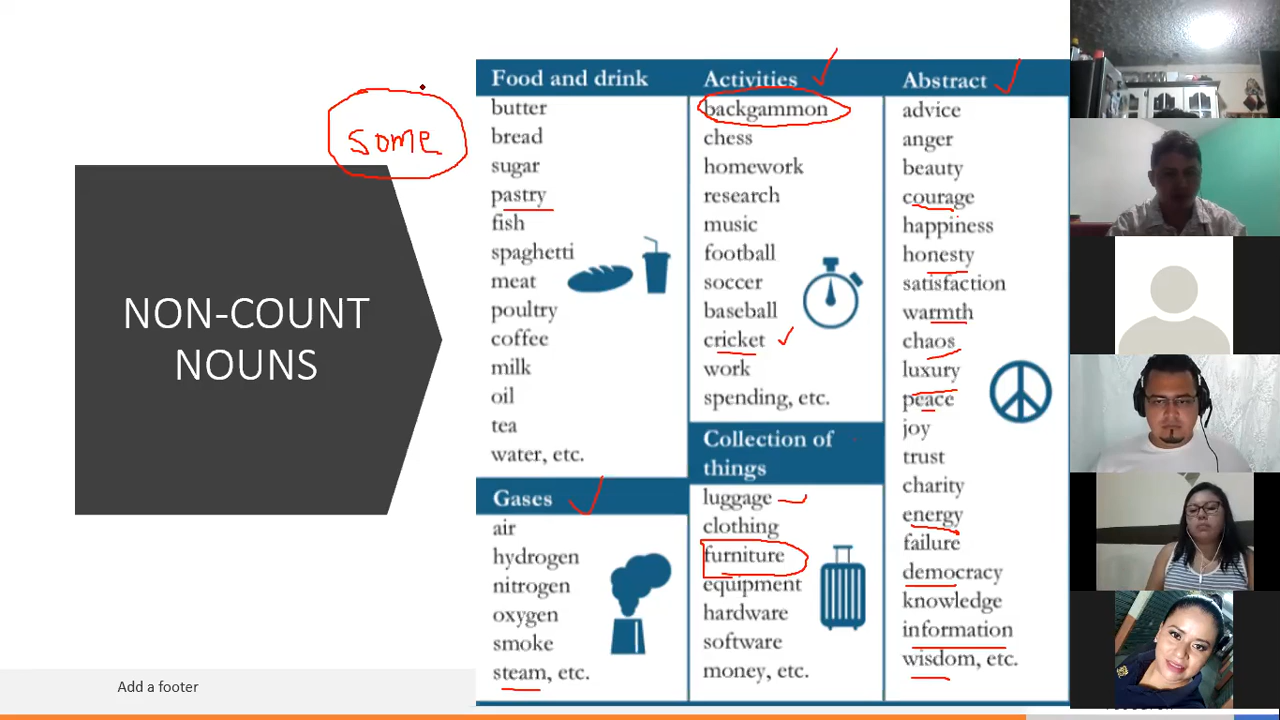 some
NON-COUNT
NOUNS
Food and drink
butter
bread
sugar
pastry
fish
spaghetti
meat
poultry
coffee
milk
oil
tea
water, etc.
Gases
air
hydrogen
nitrogen
oxygen
smoke
steam, etc.
Activities
backgammon
chess
homework
research
music
football
soccer
baseball
cricket
work
spending, etc.
Collection of
things
luggage
clothing
furniture
equipment
hardware
software
money, etc.
Abstract
advice
anger
beauty
courage
happiness
honesty
satisfaction
warmth
chaos
luxury
peace
joy
trust
charity
energy
failure
democracy
knowledge
information
wisdom, etc.
Add a footer